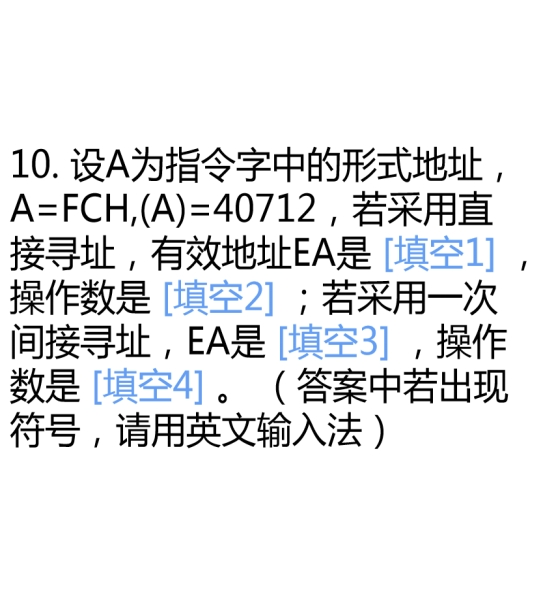 10. 设A为指令字中的形式地址，
A=FCH,(A)=40712，若采用直
接寻址，有效地址EA是 [填空1] ，
操作数是 [填空2] ；若采用一次
间接寻址，EA是 [填空3] ，操作
数是 [填空4] 。（答案中若出现
符号，请用英文输入法）